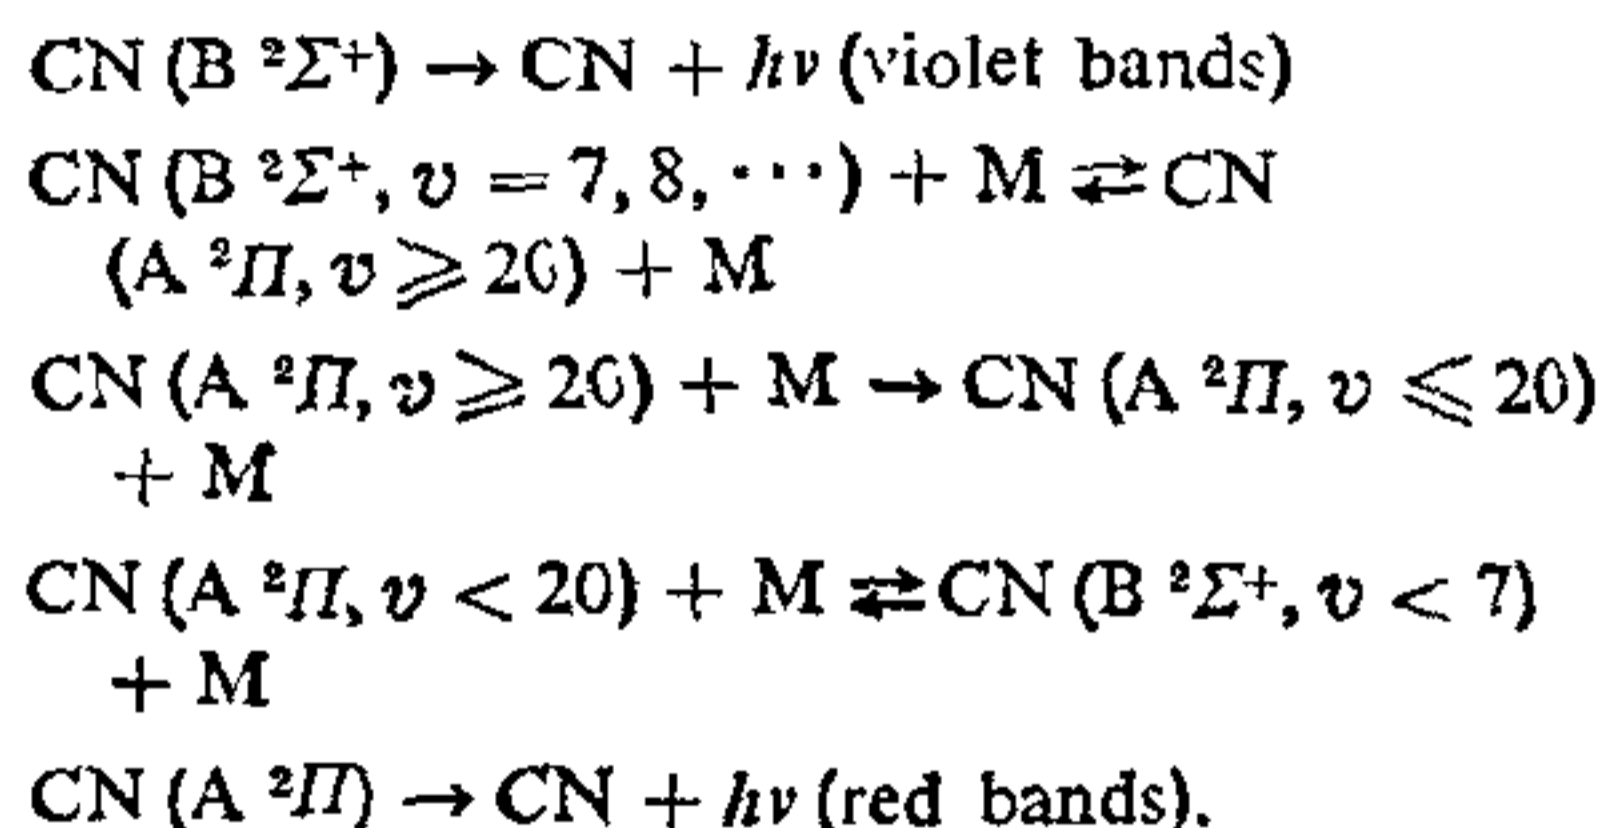 CN (B ²Σ⁺) → CN + hν (violet bands)
CN (B ²Σ⁺, v = 7, 8, ···) + M ⇄ CN
(A ²Π, v ⩾ 20) + M
CN (A ²Π, v ⩾ 20) + M → CN (A ²Π, v ⩽ 20)
+ M
CN (A ²Π, v < 20) + M ⇄ CN (B ²Σ⁺, v < 7)
+ M
CN (A ²Π) → CN + hν (red bands).